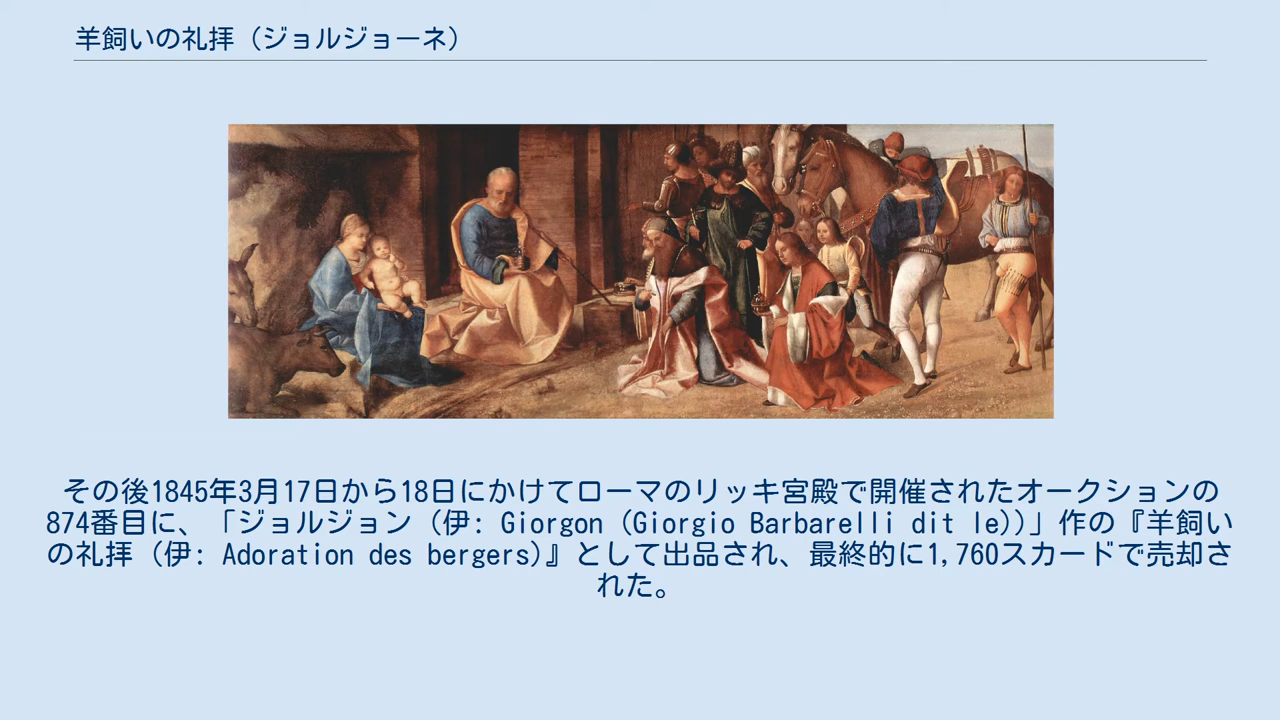 羊飼いの礼拝（ジョルジョーネ）
その後1845年3月17日から18日にかけてローマのリッキ宮殿で開催されたオークションの
874番目に、「ジョルジョン（伊: Giorgon (Giorgio Barbarelli dit le)）」作の『羊飼い
の礼拝（伊: Adoration des bergers）』として出品され、最終的に1,760スカードで売却さ
れた。